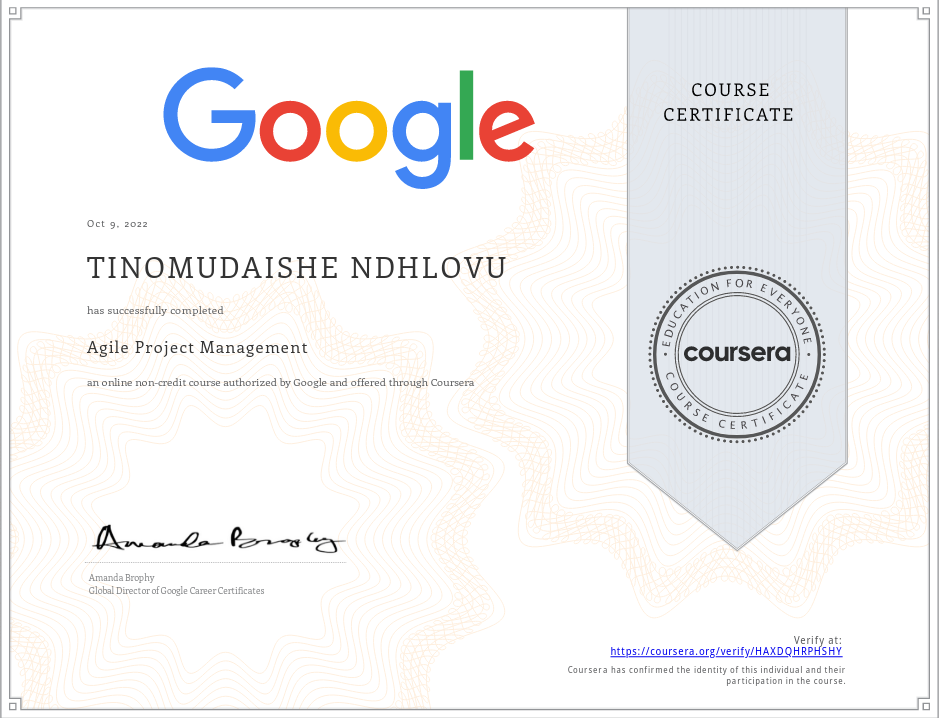 Google
COURSE
CERTIFICATE
Oct 9, 2022
TINOMUDAISHE NDHLOVU
has successfully completed
Agile Project Management
an online non-credit course authorized by Google and offered through Coursera
EDUCATION FOR EVERYONE
coursera
COURSE CERTIFICATE
Amanda Brophy
Amanda Brophy
Global Director of Google Career Certificates
Verify at:
https://coursera.org/verify/HAXDQHRPHSHY
Coursera has confirmed the identity of this individual and their
participation in the course.